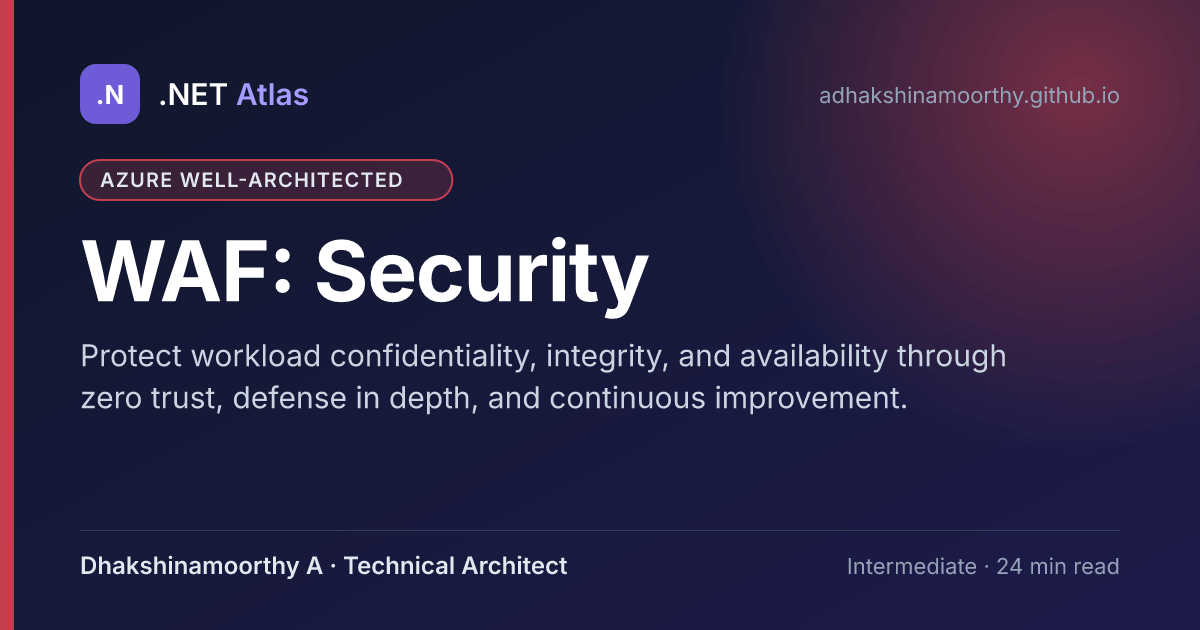 .N
.NET Atlas
adhakshinamoorthy.github.io
AZURE WELL-ARCHITECTED
WAF: Security
Protect workload confidentiality, integrity, and availability through
zero trust, defense in depth, and continuous improvement.
Dhakshinamoorthy A · Technical Architect
Intermediate · 24 min read